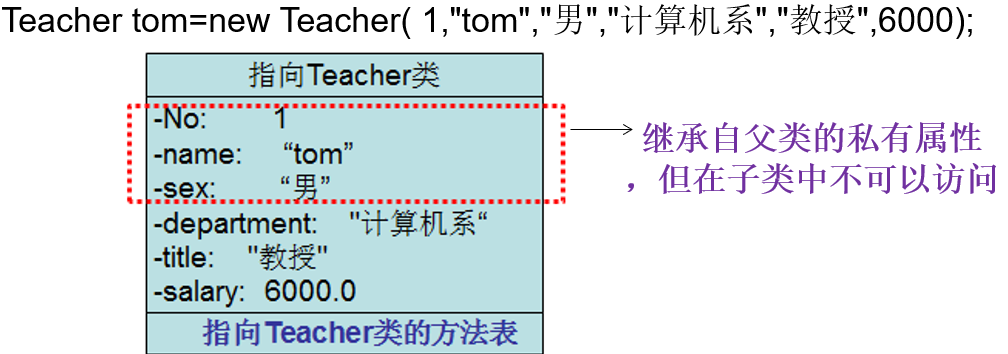 Teacher tom=new Teacher( 1,"tom","男","计算机系","教授",6000);
指向Teacher类
-No: 1
-name: “tom”
-sex: “男”
-department: "计算机系“
-title: "教授"
-salary: 6000.0
指向Teacher类的方法表
继承自父类的私有属性
，但在子类中不可以访问